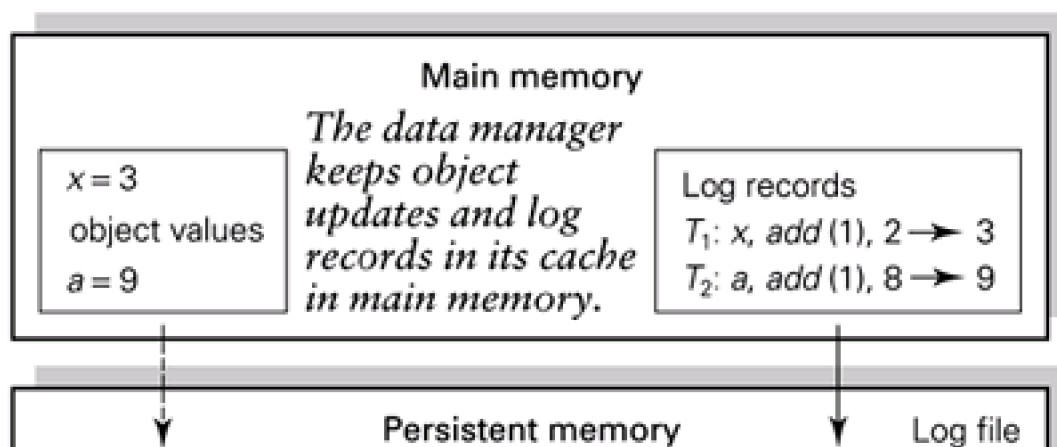 Main memory
x = 3
object values
a = 9
The data manager
keeps object
updates and log
records in its cache
in main memory.
Log records
T₁: x, add (1), 2 → 3
T₂: a, add (1), 8 → 9
Persistent memory
Log file